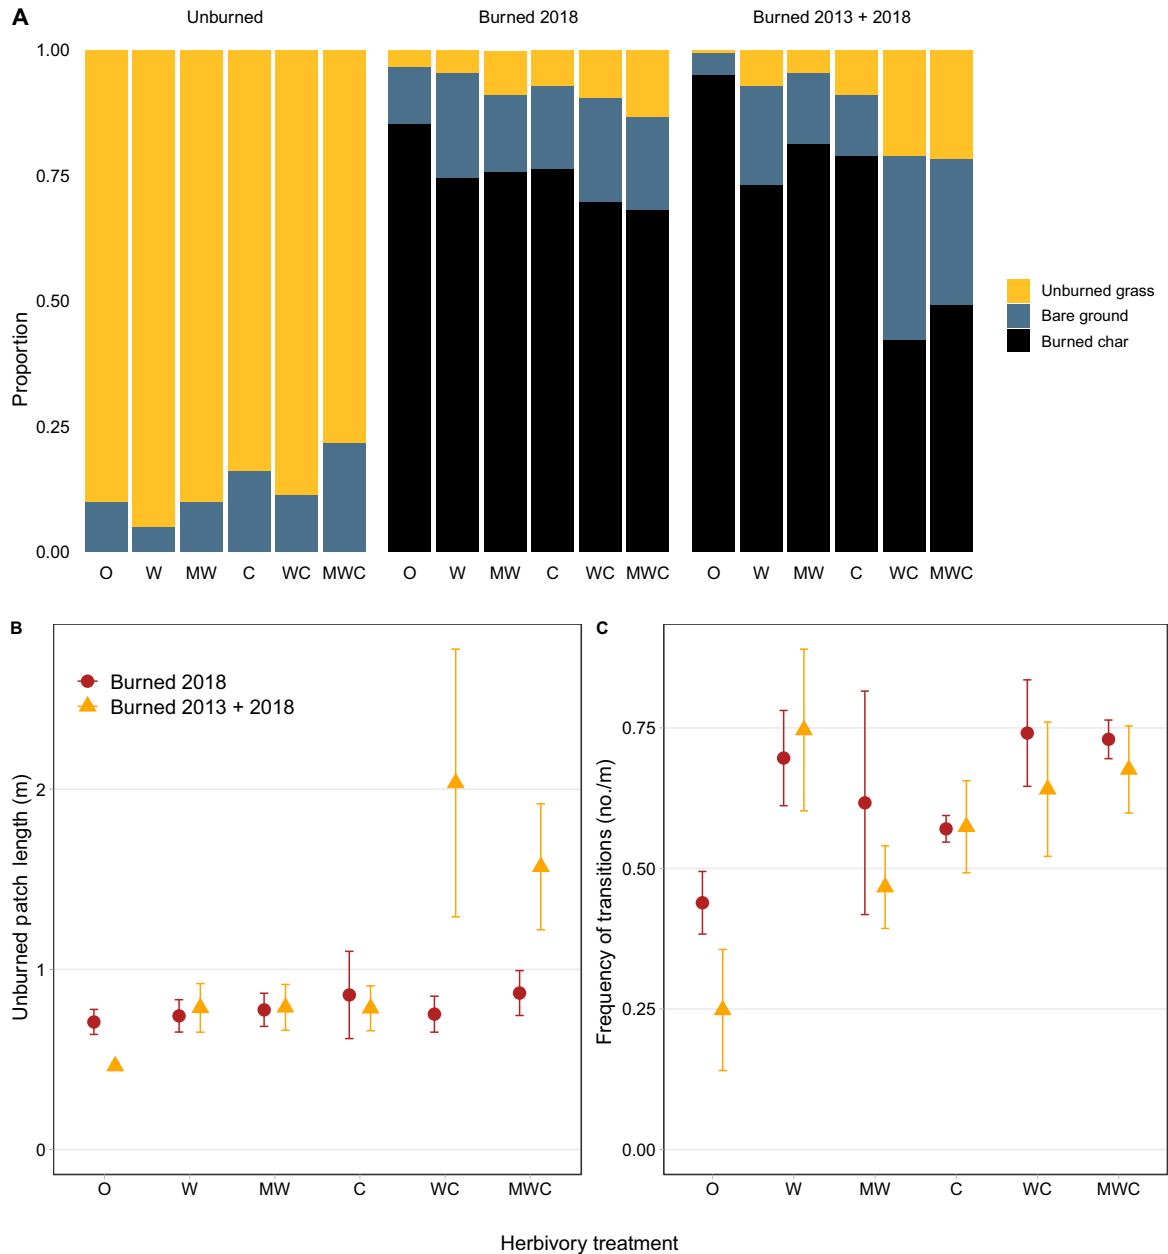 A
Unburned
Burned 2018
Burned 2013 + 2018
Proportion
1.00
0.75
0.50
0.25
0.00
O W MW C WC MWC
O W MW C WC MWC
O W MW C WC MWC
Unburned grass
Bare ground
Burned char
B
Burned 2018
Burned 2013 + 2018
Unburned patch length (m)
2
1
0
O W MW C WC MWC
C
Frequency of transitions (no./m)
0.75
0.50
0.25
0.00
O W MW C WC MWC
Herbivory treatment